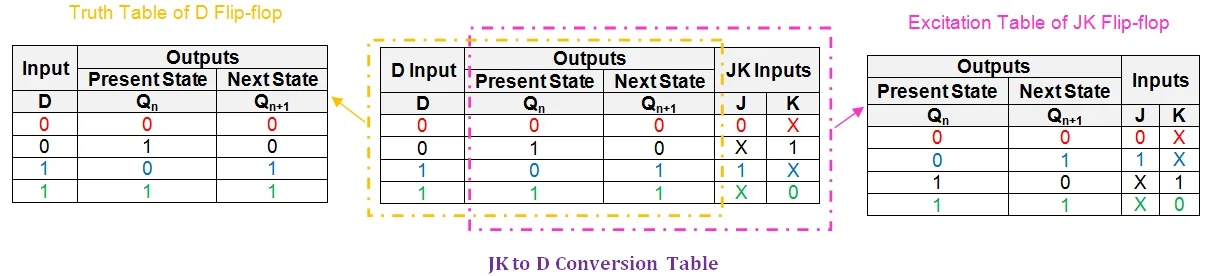 Truth Table of D Flip-flop
Excitation Table of JK Flip-flop
Input Outputs
Present State Next State
D Qn Qn+1
0 0 0
0 1 0
1 0 1
1 1 1
D Input Outputs JK Inputs
Present State Next State
D Qn Qn+1 J K
0 0 0 0 X
0 1 0 X 1
1 0 1 1 X
1 1 1 X 0
Outputs Inputs
Present State Next State
Qn Qn+1 J K
0 0 0 X
0 1 1 X
1 0 X 1
1 1 X 0
JK to D Conversion Table